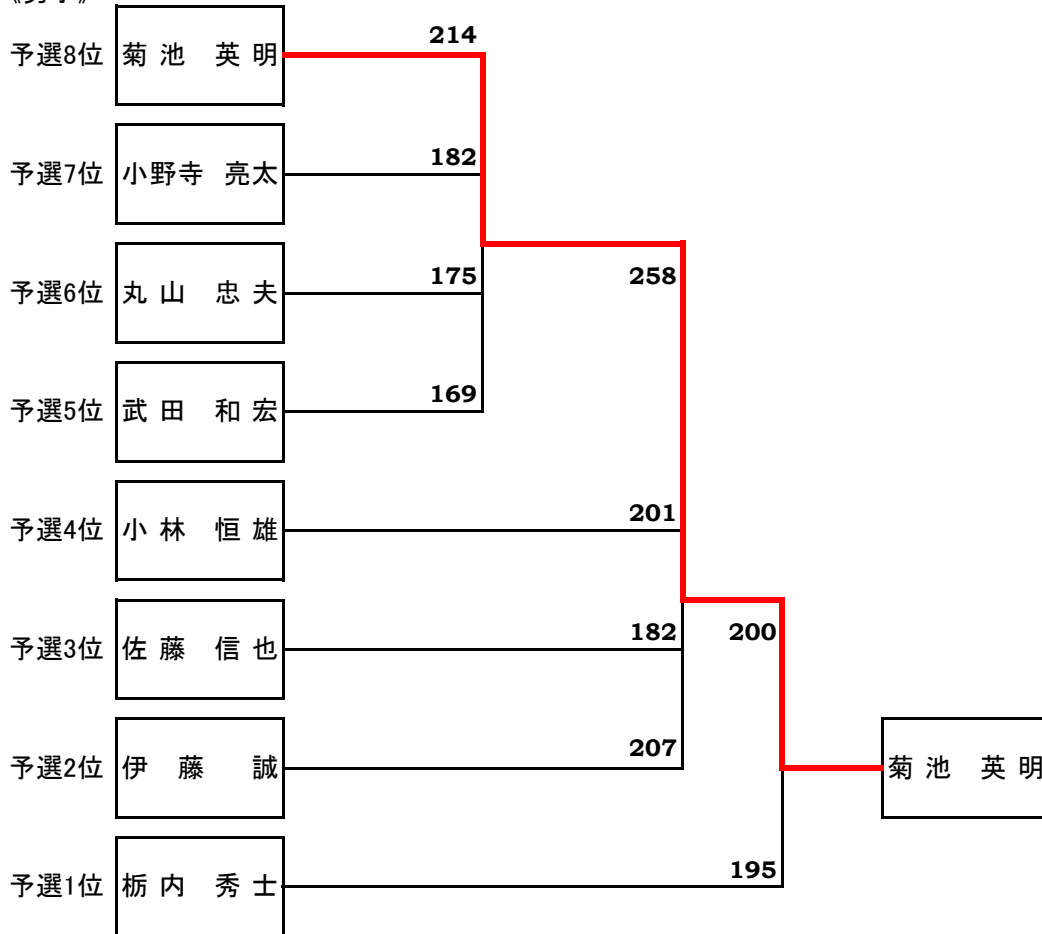 214
予選8位 菊池 英明
182
予選7位 小野寺 亮太
175 258
予選6位 丸山 忠夫
169
予選5位 武田 和宏
201
予選4位 小林 恒雄
182 200
予選3位 佐藤 信也
207
予選2位 伊藤 誠 菊池 英明
195
予選1位 栃内 秀士